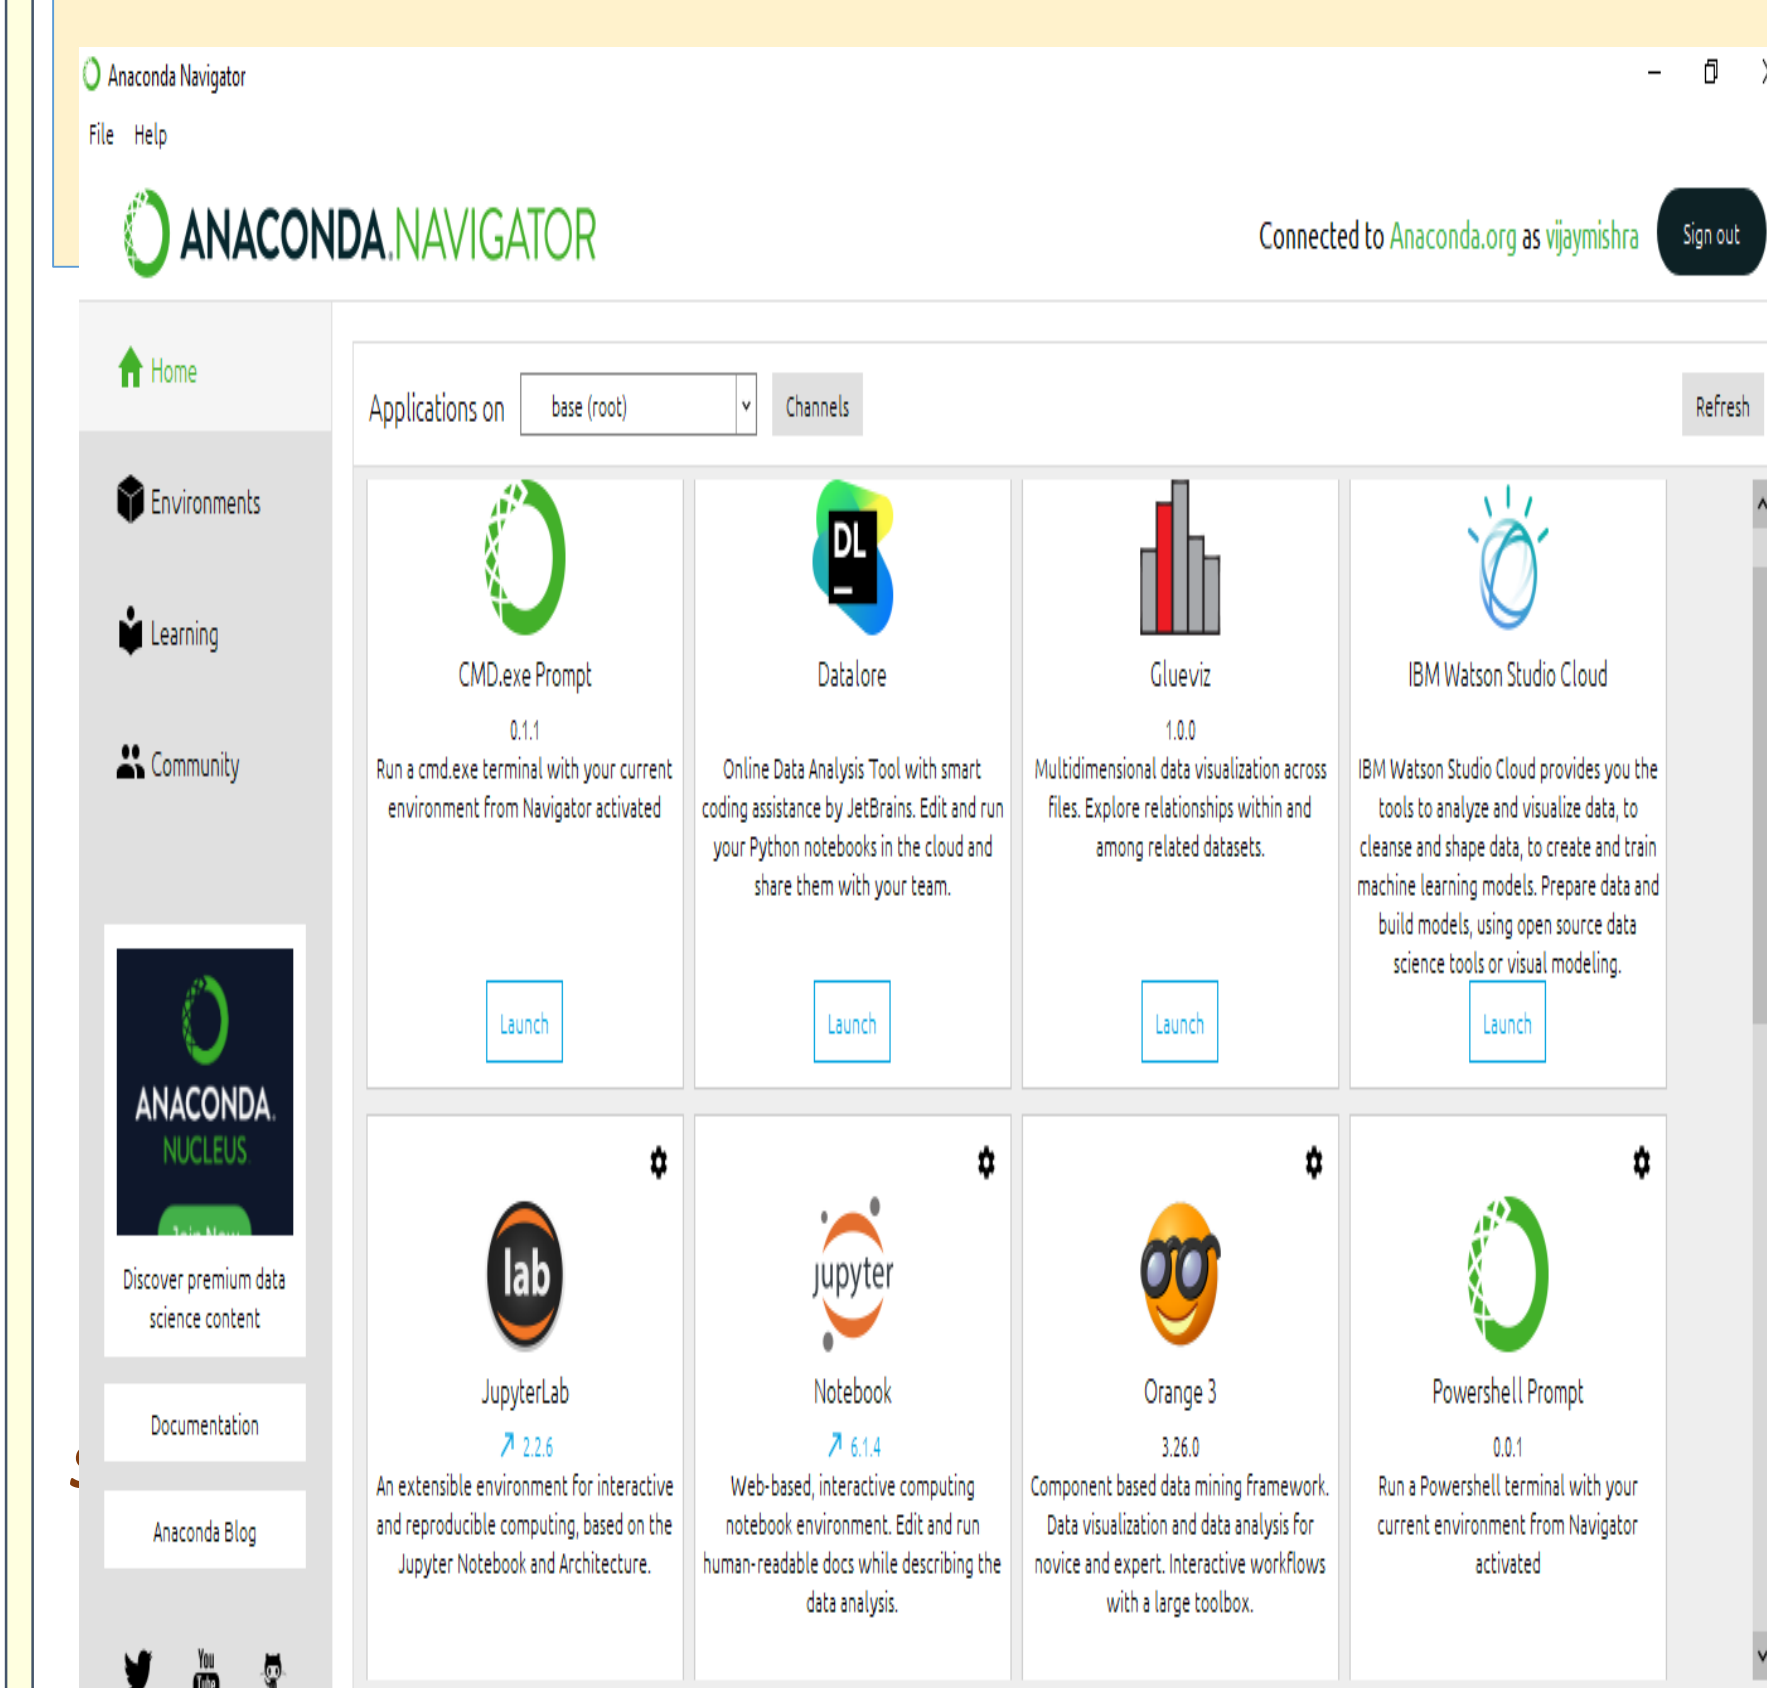 Anaconda Navigator
File Help
ANACONDA.NAVIGATOR
Connected to Anaconda.org as vijaymishra
Sign out
Home
Environments
Learning
Community
ANACONDA.
NUCLEUS
Join Now
Discover premium data
science content
Documentation
Anaconda Blog
You
Tube
Applications on
base (root)
Channels
Refresh
DL
CMD.exe Prompt
0.1.1
Run a cmd.exe terminal with your current
environment from Navigator activated
Launch
Datalore
Online Data Analysis Tool with smart
coding assistance by JetBrains. Edit and run
your Python notebooks in the cloud and
share them with your team.
Launch
Glueviz
1.0.0
Multidimensional data visualization across
files. Explore relationships within and
among related datasets.
Launch
IBM Watson Studio Cloud
IBM Watson Studio Cloud provides you the
tools to analyze and visualize data, to
cleanse and shape data, to create and train
machine learning models. Prepare data and
build models, using open source data
science tools or visual modeling.
Launch
lab
JupyterLab
2.2.6
An extensible environment for interactive
and reproducible computing, based on the
Jupyter Notebook and Architecture.
jupyter
Notebook
6.1.4
Web-based, interactive computing
notebook environment. Edit and run
human-readable docs while describing the
data analysis.
Orange 3
3.26.0
Component based data mining framework.
Data visualization and data analysis for
novice and expert. Interactive workflows
with a large toolbox.
Powershell Prompt
0.0.1
Run a Powershell terminal with your
current environment from Navigator
activated